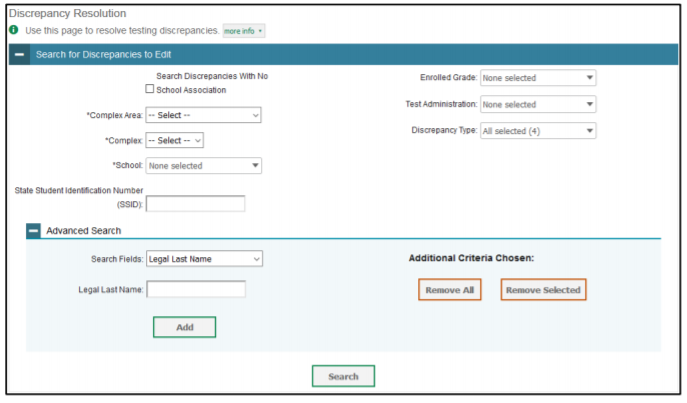 Discrepancy Resolution
Use this page to resolve testing discrepancies. more info
Search for Discrepancies to Edit
Search Discrepancies With No
School Association
*Complex Area: -- Select --
*Complex: -- Select --
*School: None selected
State Student Identification Number
(SSID):
Enrolled Grade: None selected
Test Administration: None selected
Discrepancy Type: All selected (4)
Advanced Search
Search Fields: Legal Last Name
Legal Last Name:
Add
Additional Criteria Chosen:
Remove All Remove Selected
Search